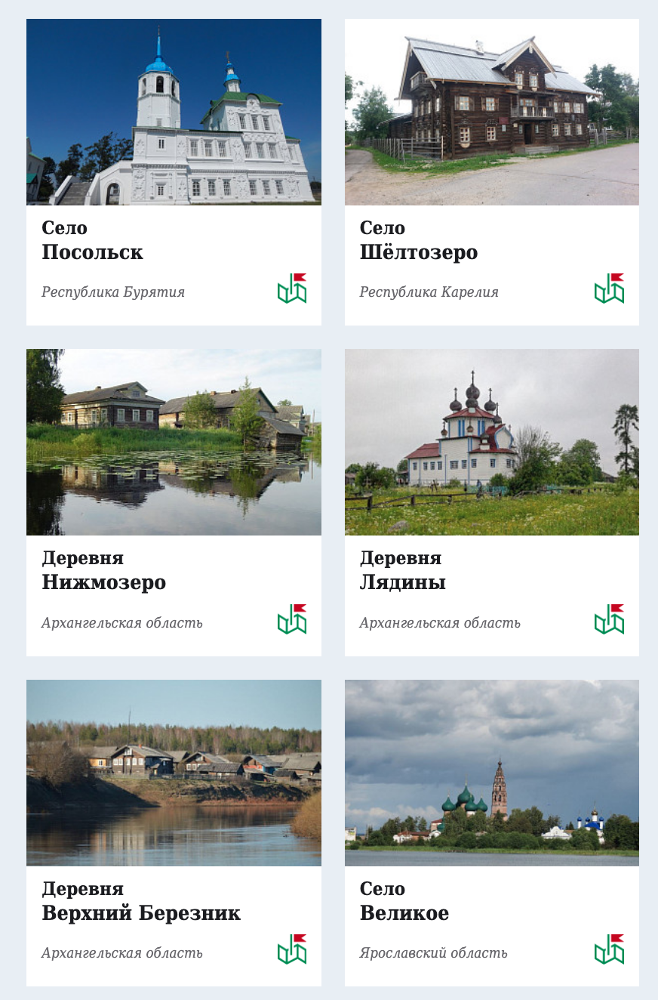 Село
Посольск
Республика Бурятия
Село
Шёлтозеро
Республика Карелия
Деревня
Нижмозеро
Архангельская область
Деревня
Лядины
Архангельская область
Деревня
Верхний Березник
Архангельская область
Село
Великое
Ярославский область